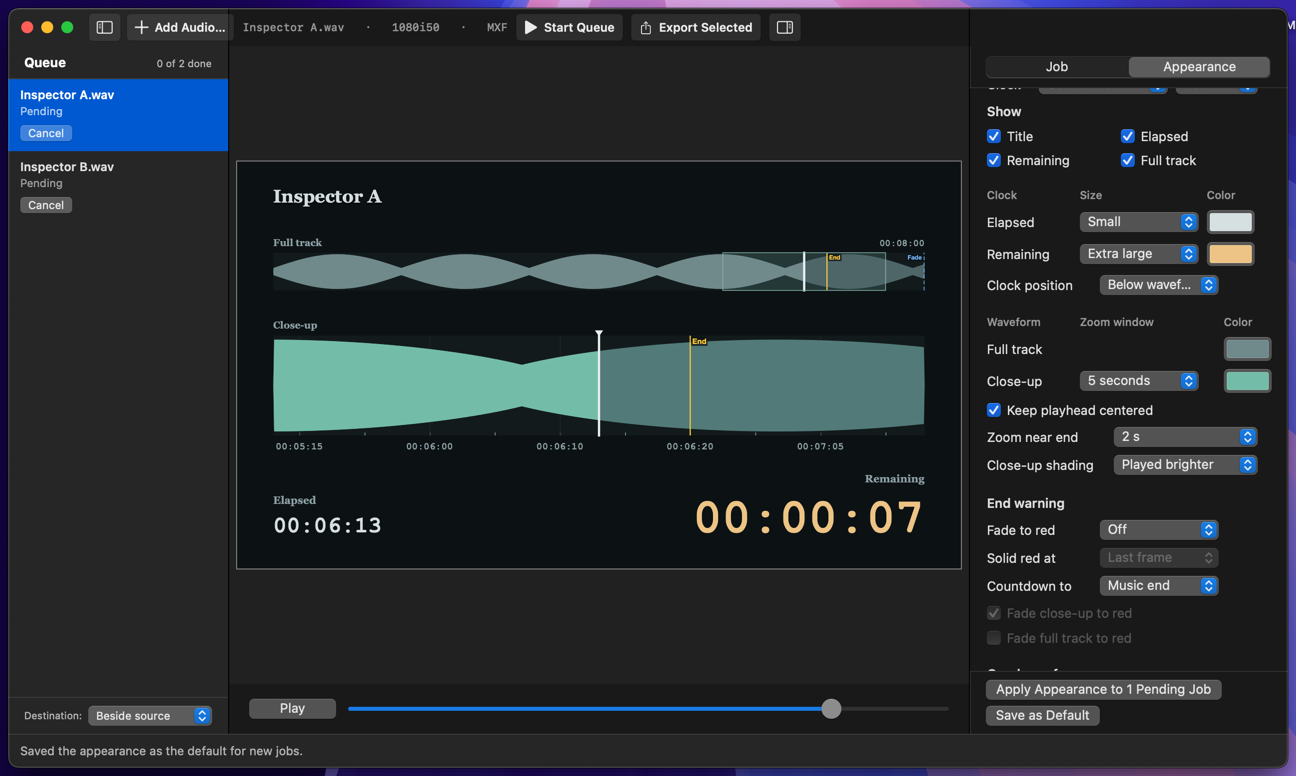 Add Audio...
Inspector A.wav · 1080i50 · MXF
Start Queue
Export Selected
Queue
0 of 2 done
Inspector A.wav
Pending
Cancel
Inspector B.wav
Pending
Cancel
Destination: Beside source
Saved the appearance as the default for new jobs.
Inspector A
Full track
00:08:00
End
Fade
Close-up
End
00:05:15 00:06:00 00:06:10 00:06:20 00:07:05
Elapsed
00:06:13
Remaining
00:00:07
Play
Job
Appearance
Show
Title
Elapsed
Remaining
Full track
Clock Size Color
Elapsed Small
Remaining Extra large
Clock position Below wavef...
Waveform Zoom window Color
Full track
Close-up 5 seconds
Keep playhead centered
Zoom near end 2 s
Close-up shading Played brighter
End warning
Fade to red Off
Solid red at Last frame
Countdown to Music end
Fade close-up to red
Fade full track to red
Apply Appearance to 1 Pending Job
Save as Default